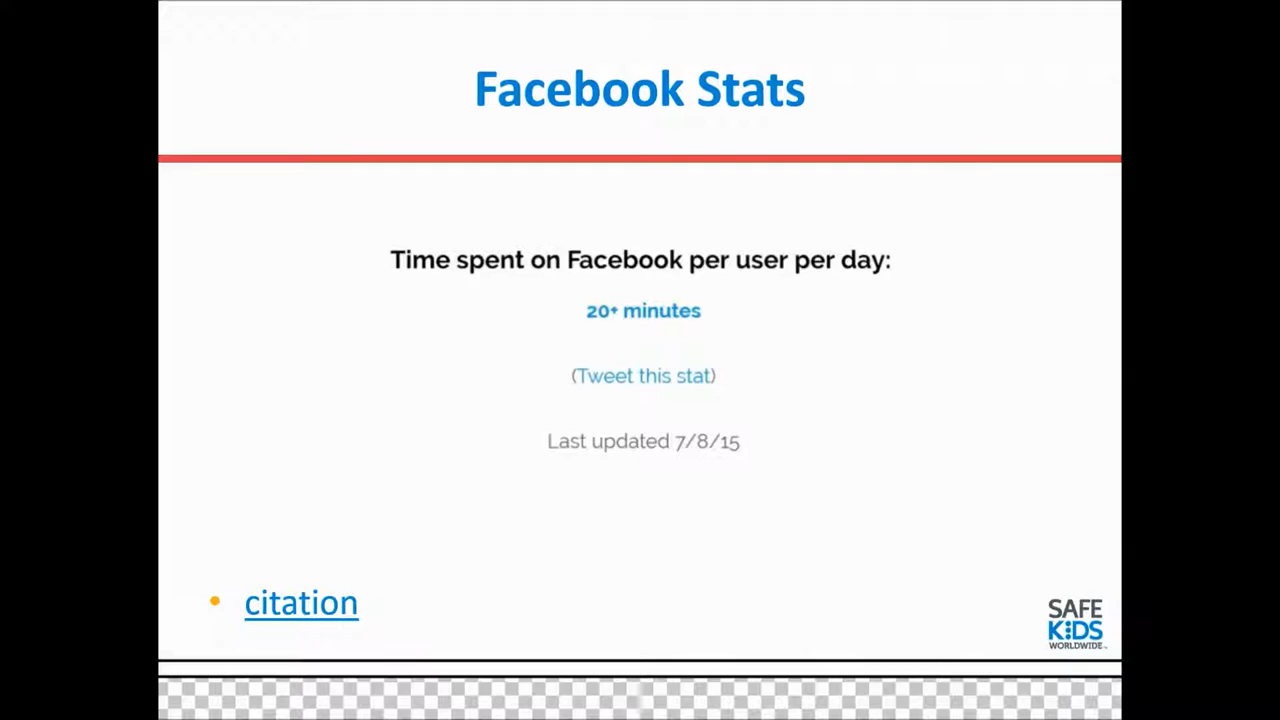 Facebook Stats
Time spent on Facebook per user per day:
20+ minutes
(Tweet this stat)
Last updated 7/8/15
• citation
SAFE
KIDS
WORLDWIDE™